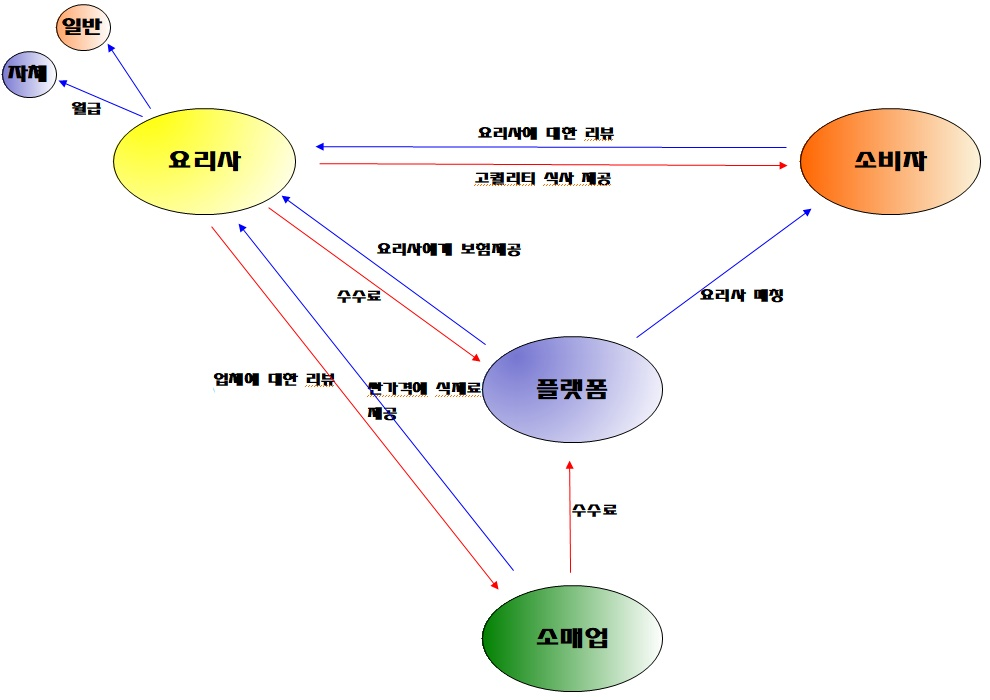 일반
자체
월급
요리사
요리사에 대한 리뷰
고퀄리티 식사 제공
소비자
요리사에게 보험제공
수수료
요리사 매칭
업체에 대한 리뷰
싼가격에 식재료
제공
플랫폼
수수료
소매업